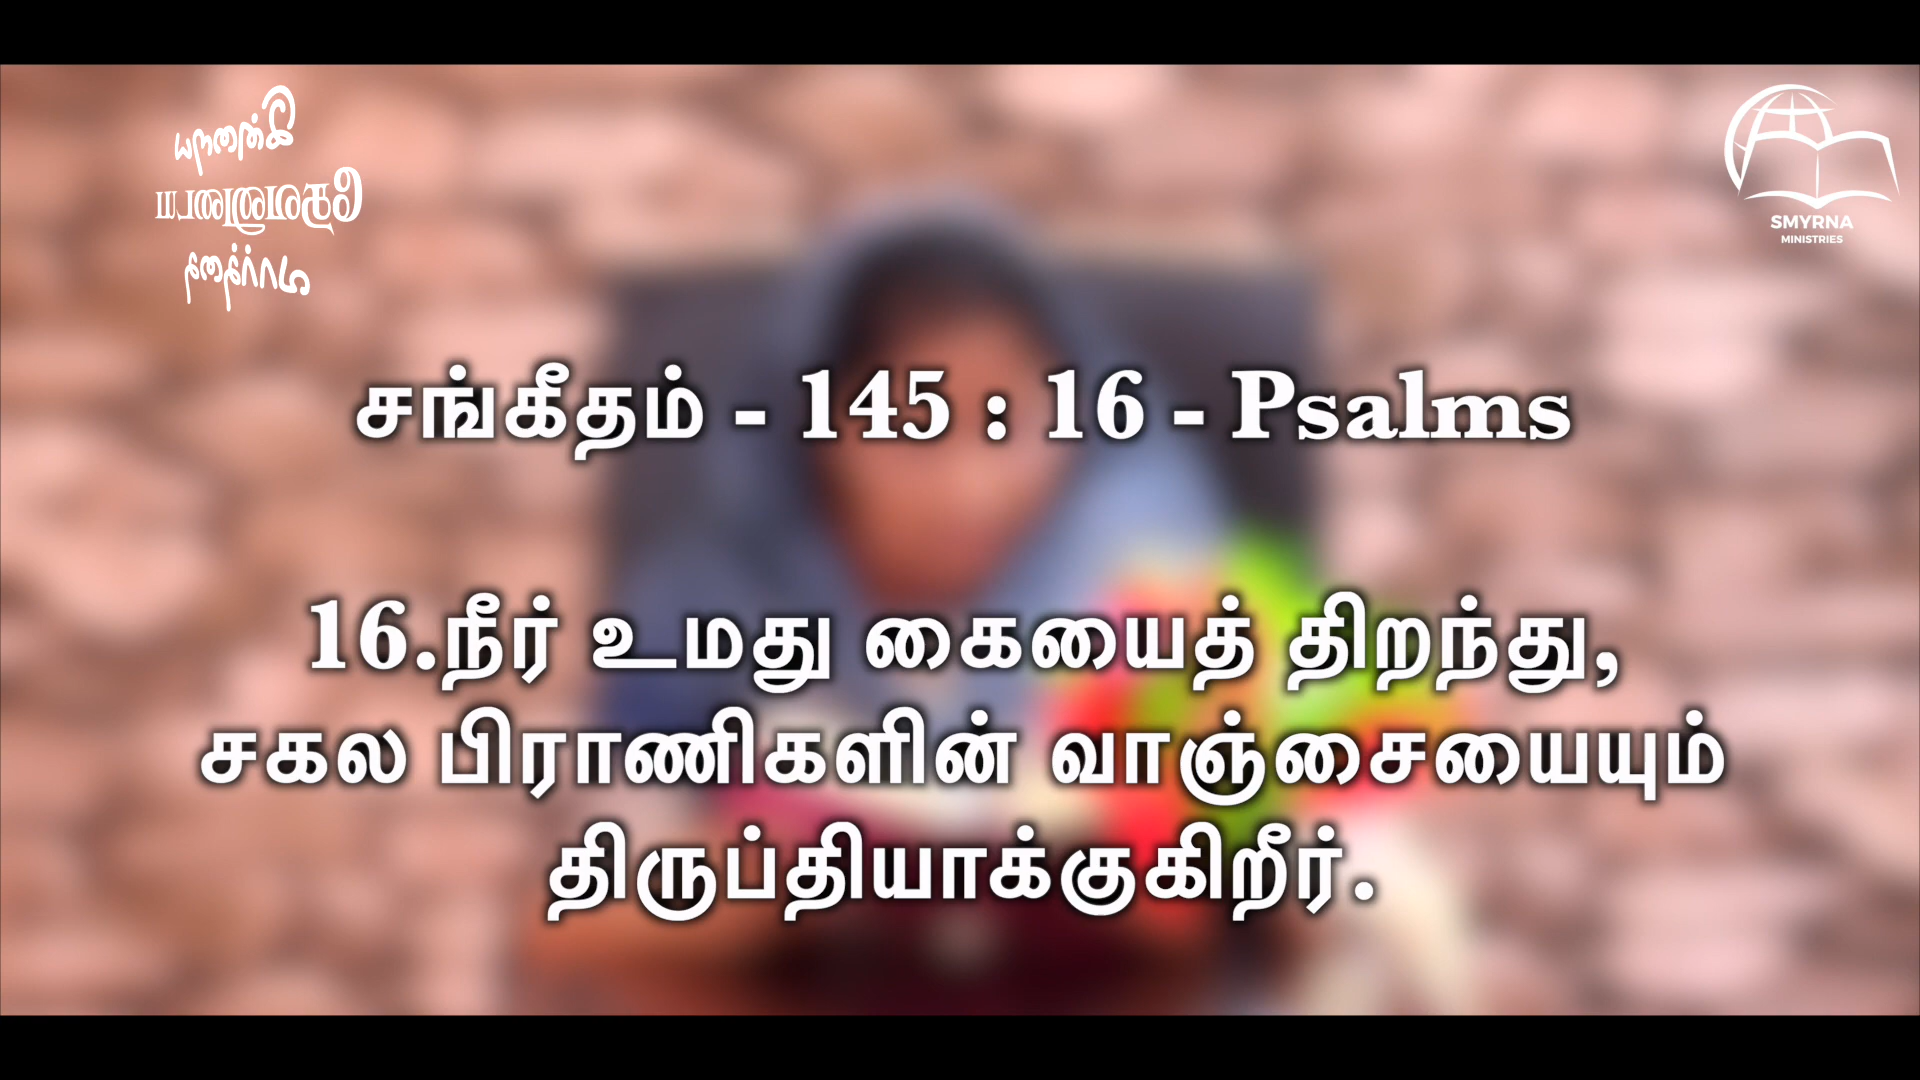 SMYRNA
MINISTRIES
சங்கீதம் - 145 : 16 - Psalms
16.நீர் உமது கையைத் திறந்து,
சகல பிராணிகளின் வாஞ்சையையும்
திருப்தியாக்குகிறீர்.